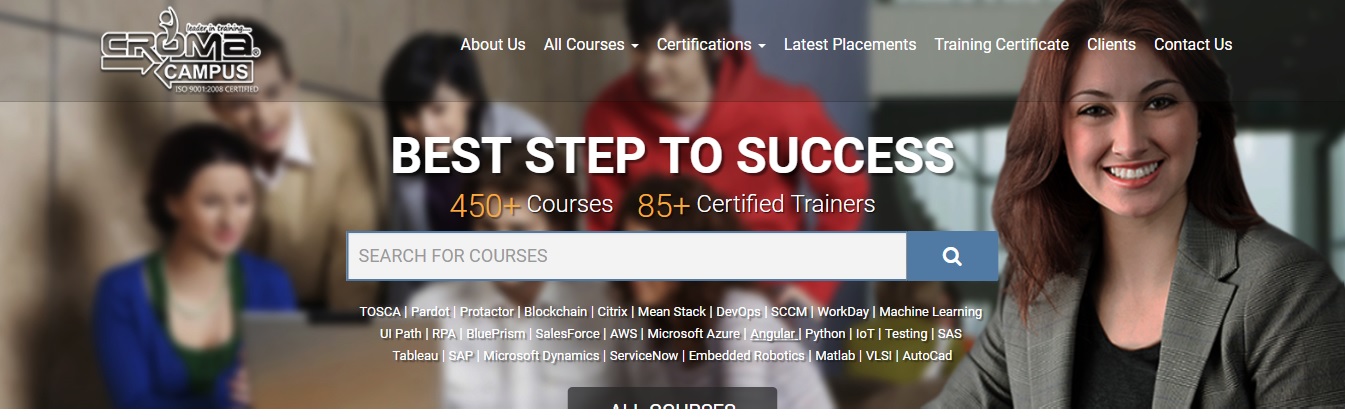 leader in training....
CROMA
CAMPUS
ISO 9001:2008 CERTIFIED
About Us All Courses Certifications Latest Placements Training Certificate Clients Contact Us
BEST STEP TO SUCCESS
450+ Courses 85+ Certified Trainers
SEARCH FOR COURSES
TOSCA | Pardot | Protactor | Blockchain | Citrix | Mean Stack | DevOps | SCCM | WorkDay | Machine Learning
UI Path | RPA | BluePrism | SalesForce | AWS | Microsoft Azure | Angular | Python | IoT | Testing | SAS
Tableau | SAP | Microsoft Dynamics | ServiceNow | Embedded Robotics | Matlab | VLSI | AutoCad
ALL COURSES